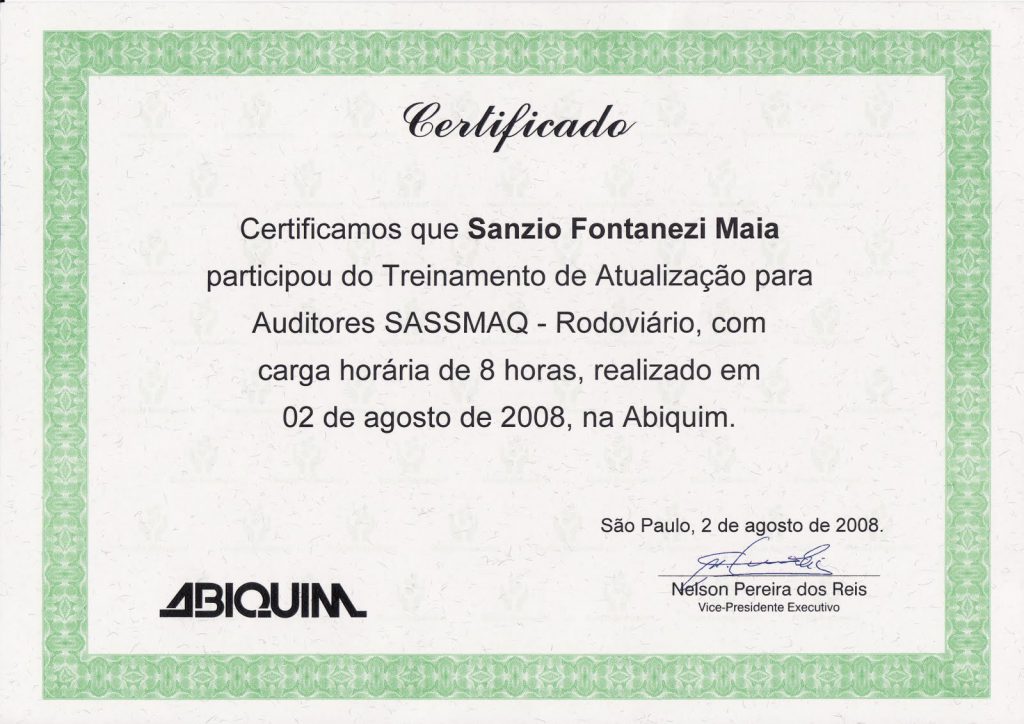 Certificado
Certificamos que Sanzio Fontanezi Maia
participou do Treinamento de Atualização para
Auditores SASSMAQ - Rodoviário, com
carga horária de 8 horas, realizado em
02 de agosto de 2008, na Abiquim.
São Paulo, 2 de agosto de 2008.
Nelson Pereira dos Reis
Vice-Presidente Executivo
ABIQUIM